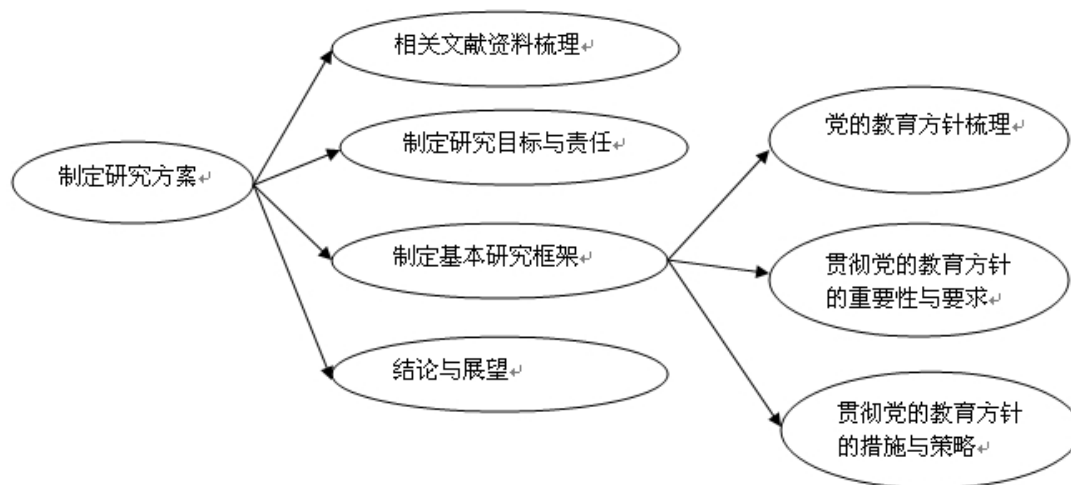 制定研究方案
相关文献资料梳理
制定研究目标与责任
制定基本研究框架
结论与展望
党的教育方针梳理
贯彻党的教育方针
的重要性与要求
贯彻党的教育方针
的措施与策略